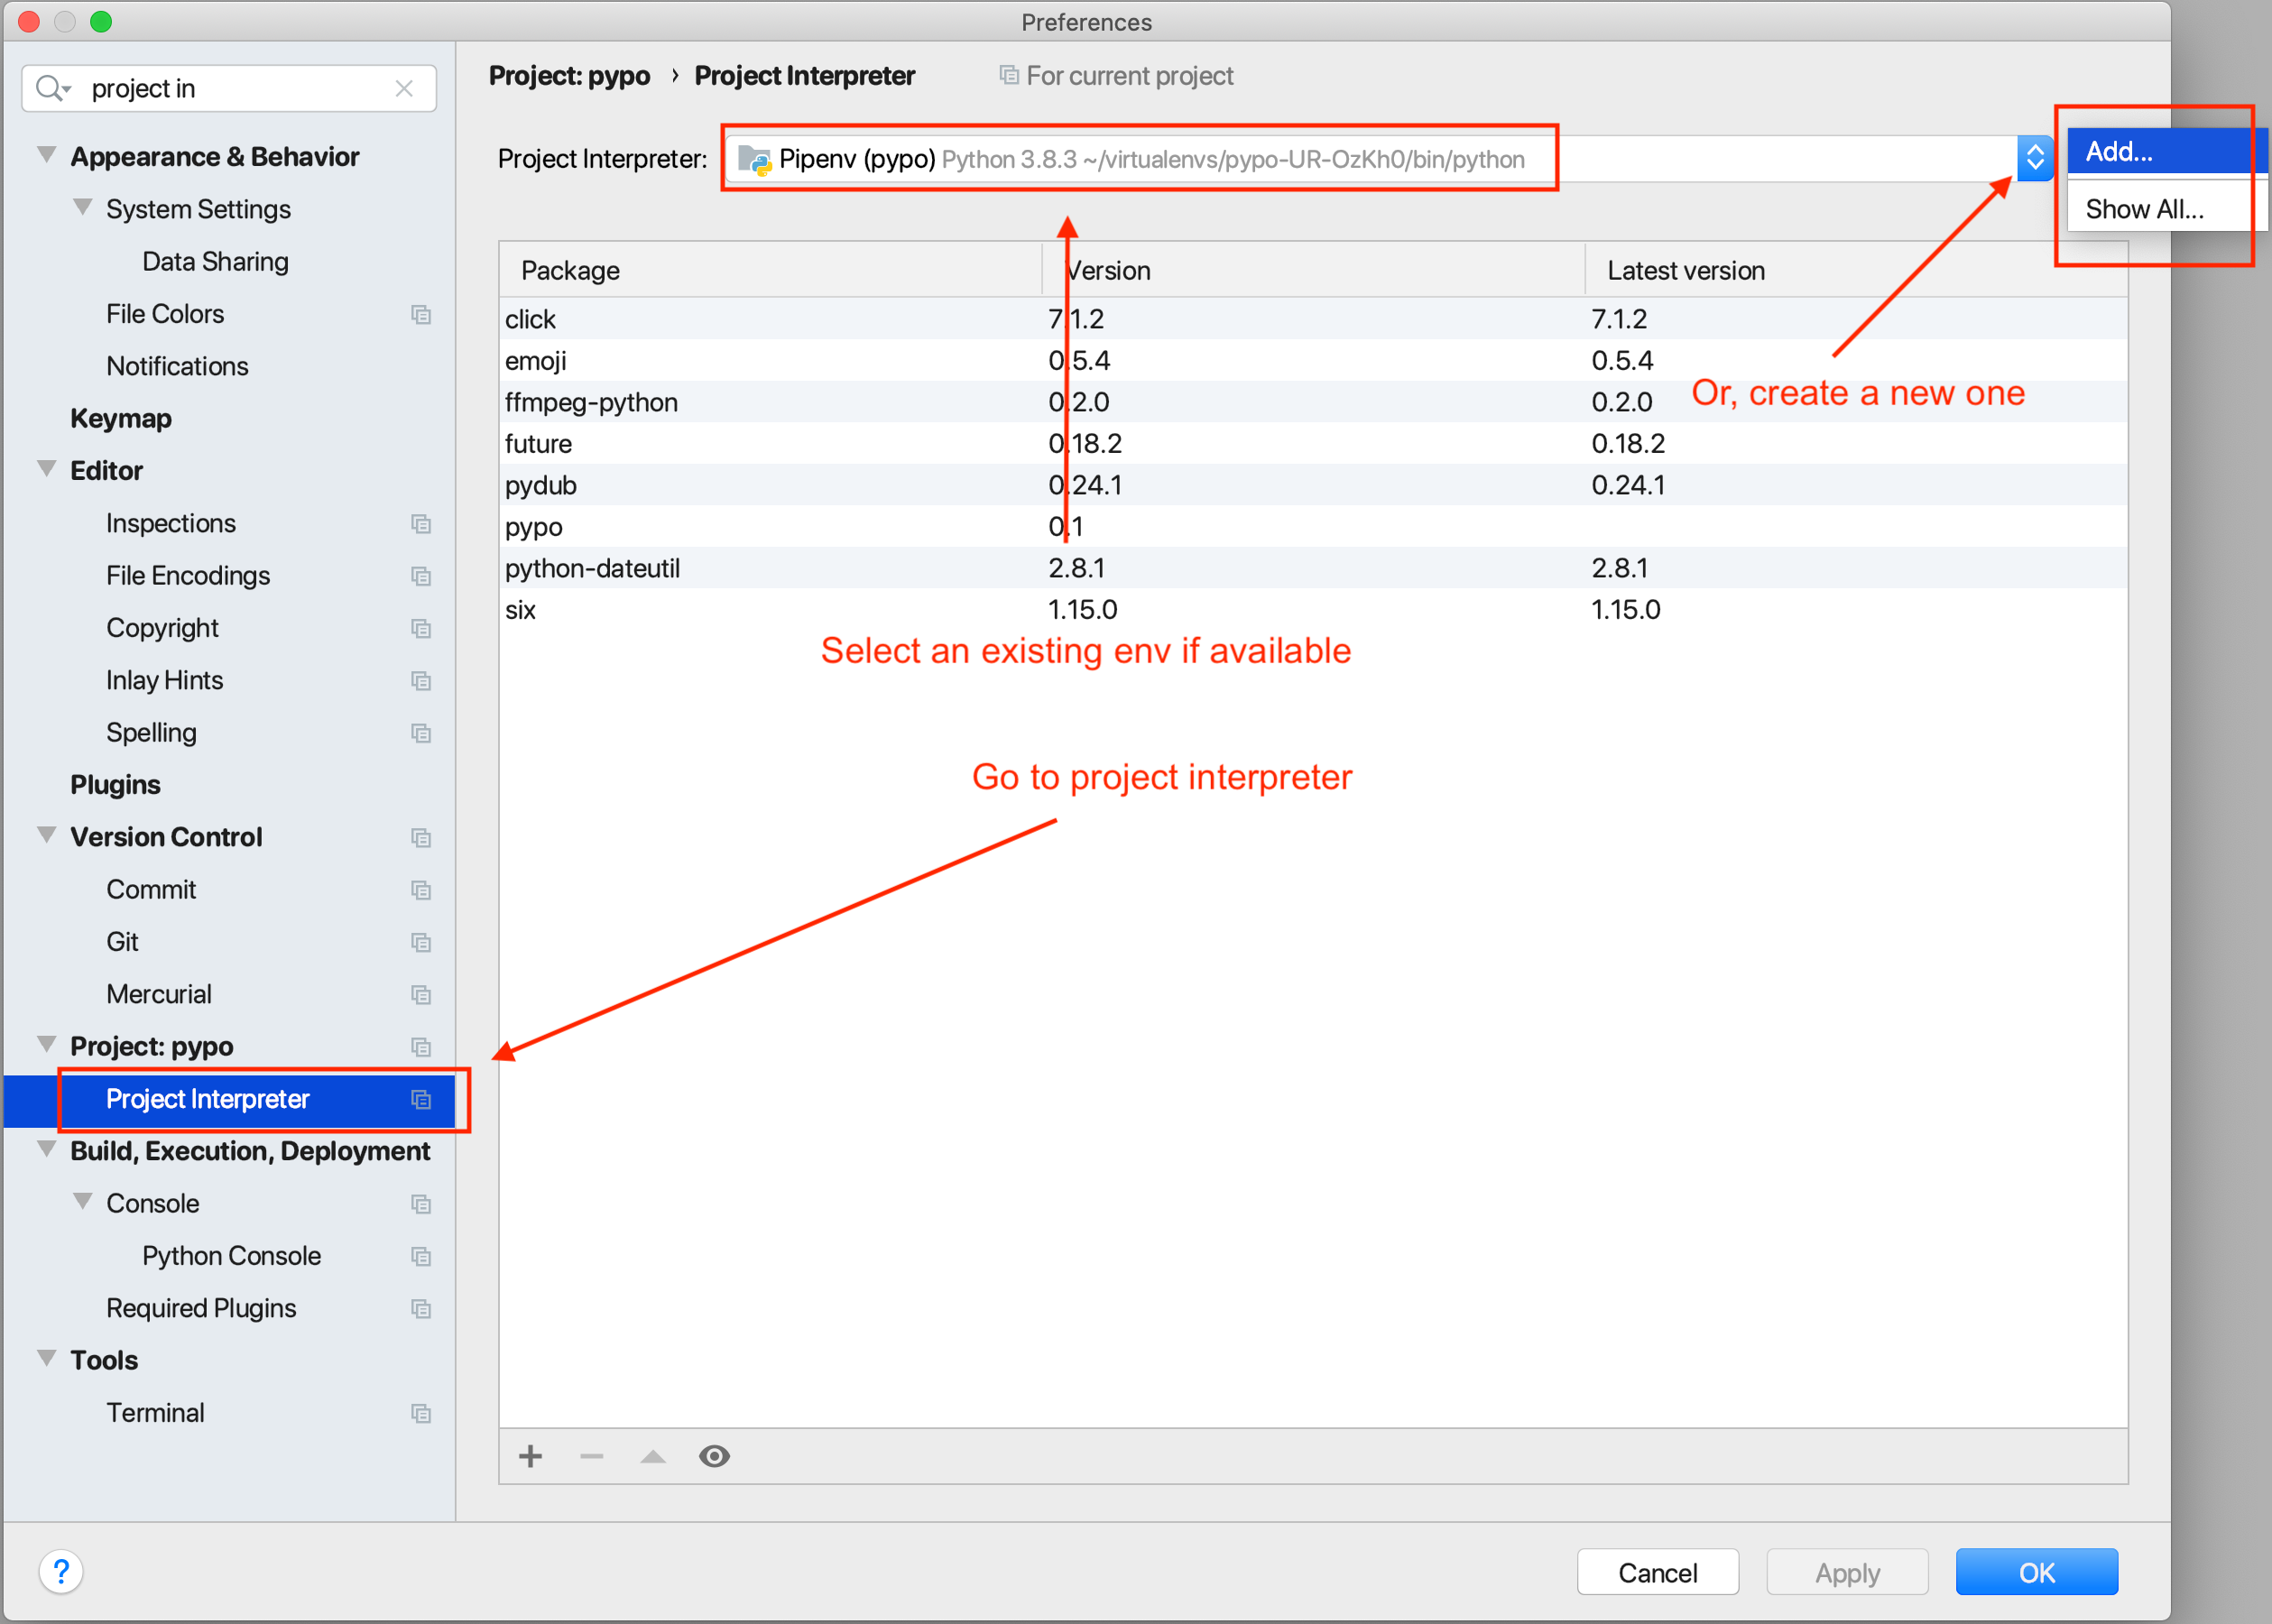 Preferences
project in
Project: pypo › Project Interpreter For current project
Project Interpreter: Pipenv (pypo) Python 3.8.3 ~/virtualenvs/pypo-UR-OzKh0/bin/python
Add...
Show All...
Appearance & Behavior
System Settings
Data Sharing
File Colors
Notifications
Keymap
Editor
Inspections
File Encodings
Copyright
Inlay Hints
Spelling
Plugins
Version Control
Commit
Git
Mercurial
Project: pypo
Project Interpreter
Build, Execution, Deployment
Console
Python Console
Required Plugins
Tools
Terminal
Package Version Latest version
click 7.1.2 7.1.2
emoji 0.5.4 0.5.4
ffmpeg-python 0.2.0 0.2.0
future 0.18.2 0.18.2
pydub 0.24.1 0.24.1
pypo 0.1
python-dateutil 2.8.1 2.8.1
six 1.15.0 1.15.0
Or, create a new one
Select an existing env if available
Go to project interpreter
?
Cancel Apply OK